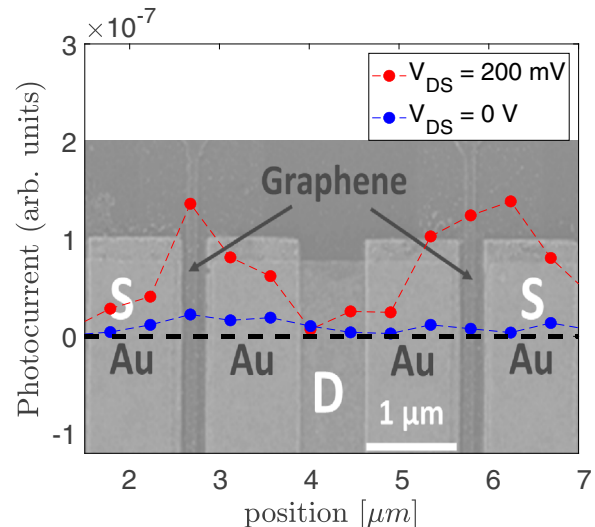 ×10⁻⁷
3
2
1
0
-1
Photocurrent (arb. units)
V_DS = 200 mV
V_DS = 0 V
Graphene
S
S
Au
Au
Au
Au
D
1 µm
2
3
4
5
6
7
position [µm]